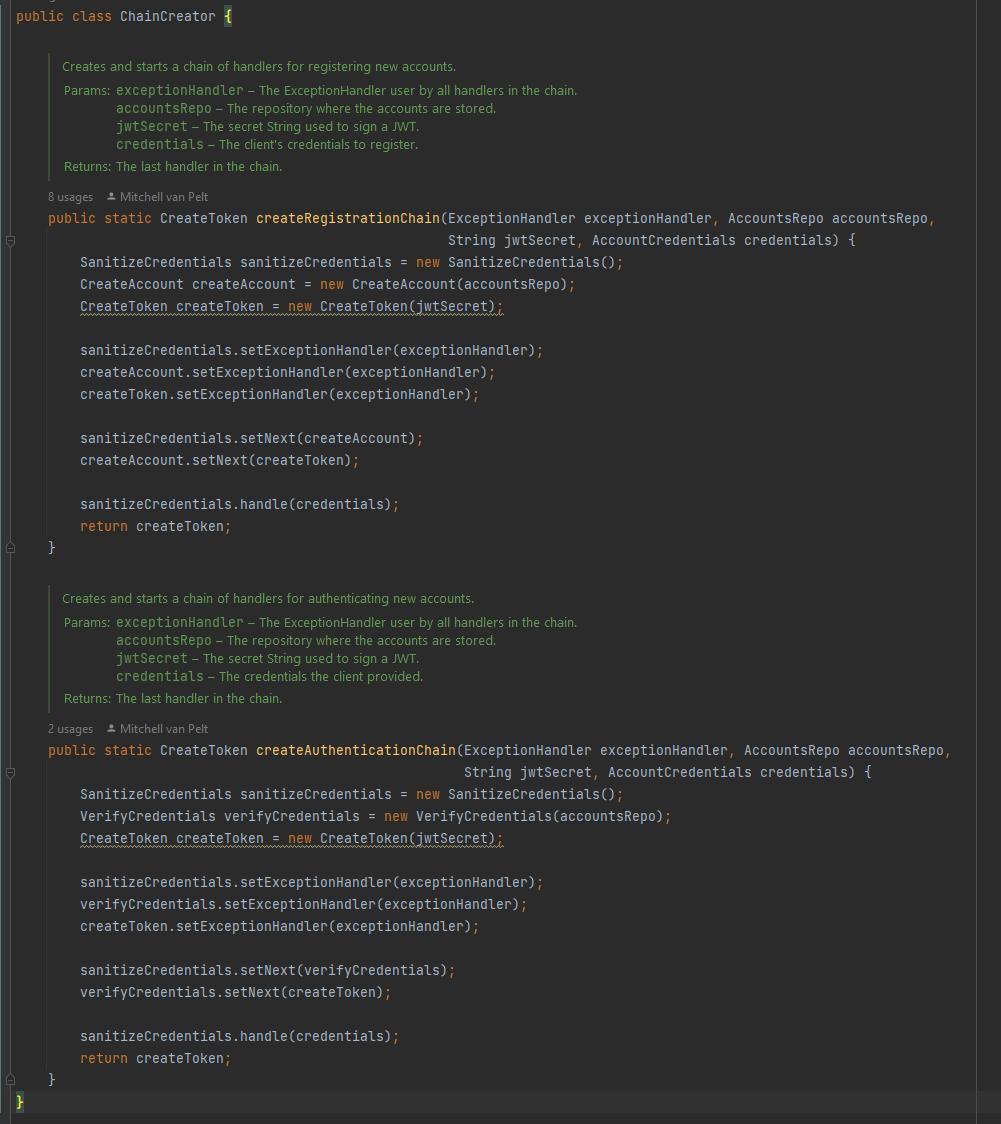 public class ChainCreator {
Creates and starts a chain of handlers for registering new accounts.
Params: exceptionHandler – The ExceptionHandler user by all handlers in the chain.
accountsRepo – The repository where the accounts are stored.
jwtSecret – The secret String used to sign a JWT.
credentials – The client's credentials to register.
Returns: The last handler in the chain.
8 usages Mitchell van Pelt
public static CreateToken createRegistrationChain(ExceptionHandler exceptionHandler, AccountsRepo accountsRepo,
String jwtSecret, AccountCredentials credentials) {
SanitizeCredentials sanitizeCredentials = new SanitizeCredentials();
CreateAccount createAccount = new CreateAccount(accountsRepo);
CreateToken createToken = new CreateToken(jwtSecret);
sanitizeCredentials.setExceptionHandler(exceptionHandler);
createAccount.setExceptionHandler(exceptionHandler);
createToken.setExceptionHandler(exceptionHandler);
sanitizeCredentials.setNext(createAccount);
createAccount.setNext(createToken);
sanitizeCredentials.handle(credentials);
return createToken;
}
Creates and starts a chain of handlers for authenticating new accounts.
Params: exceptionHandler – The ExceptionHandler user by all handlers in the chain.
accountsRepo – The repository where the accounts are stored.
jwtSecret – The secret String used to sign a JWT.
credentials – The credentials the client provided.
Returns: The last handler in the chain.
2 usages Mitchell van Pelt
public static CreateToken createAuthenticationChain(ExceptionHandler exceptionHandler, AccountsRepo accountsRepo,
String jwtSecret, AccountCredentials credentials) {
SanitizeCredentials sanitizeCredentials = new SanitizeCredentials();
VerifyCredentials verifyCredentials = new VerifyCredentials(accountsRepo);
CreateToken createToken = new CreateToken(jwtSecret);
sanitizeCredentials.setExceptionHandler(exceptionHandler);
verifyCredentials.setExceptionHandler(exceptionHandler);
createToken.setExceptionHandler(exceptionHandler);
sanitizeCredentials.setNext(verifyCredentials);
verifyCredentials.setNext(createToken);
sanitizeCredentials.handle(credentials);
return createToken;
}
}